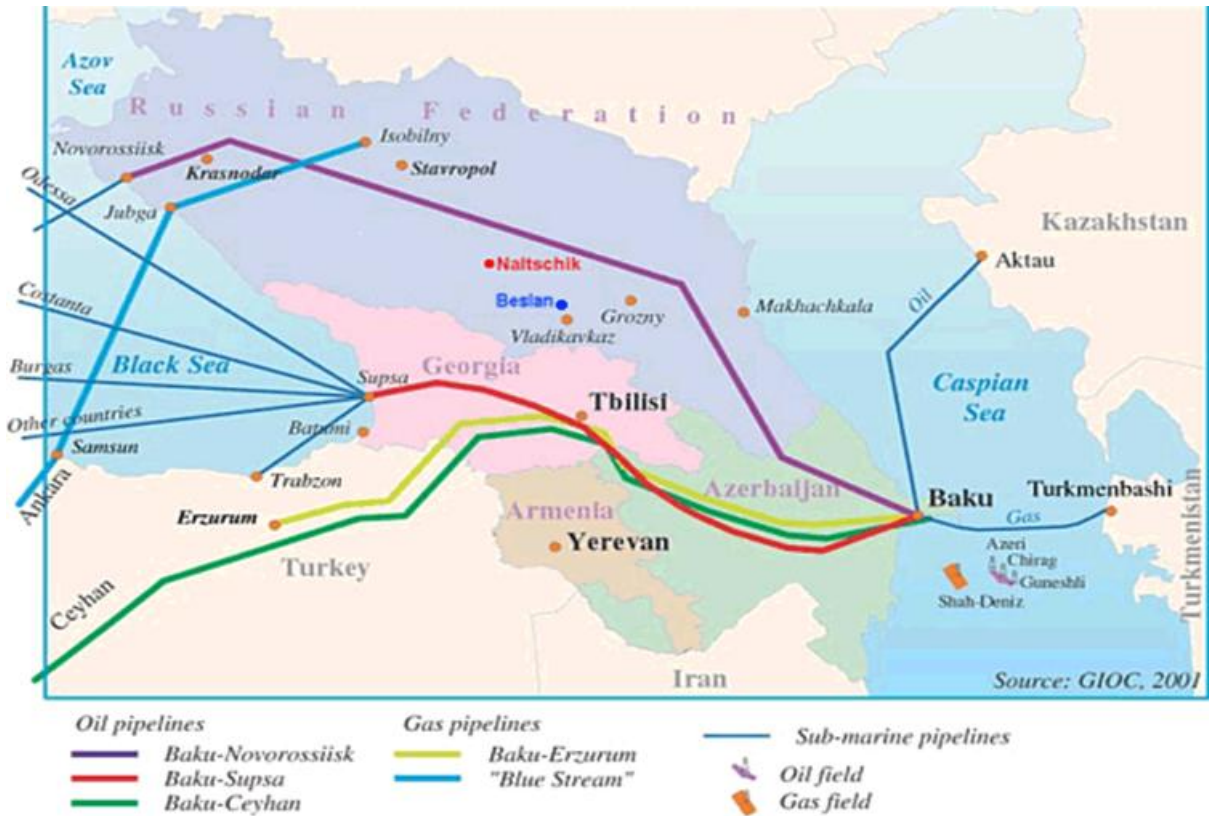 Azov
Sea
Russian Federation
Isobilny
Novorossiisk
Krasnodar
Stavropol
Odessa
Jubga
Kazakhstan
Naltschik
Aktau
Oil
Costanta
Beslan
Grozny
Makhachkala
Vladikavkaz
Black Sea
Georgia
Burgas
Supsa
Caspian
Sea
Tbilisi
Other countries
Batumi
Samsun
Ankara
Trabzon
Azerbaijan
Baku
Turkmenbashi
Erzurum
Armenia
Gas
Yerevan
Azeri
Chirag
Guneshli
Turkey
Shah-Deniz
Turkmenistan
Ceyhan
Iran
Source: GIOC, 2001
Oil pipelines
Baku-Novorossiisk
Baku-Supsa
Baku-Ceyhan
Gas pipelines
Baku-Erzurum
"Blue Stream"
Sub-marine pipelines
Oil field
Gas field